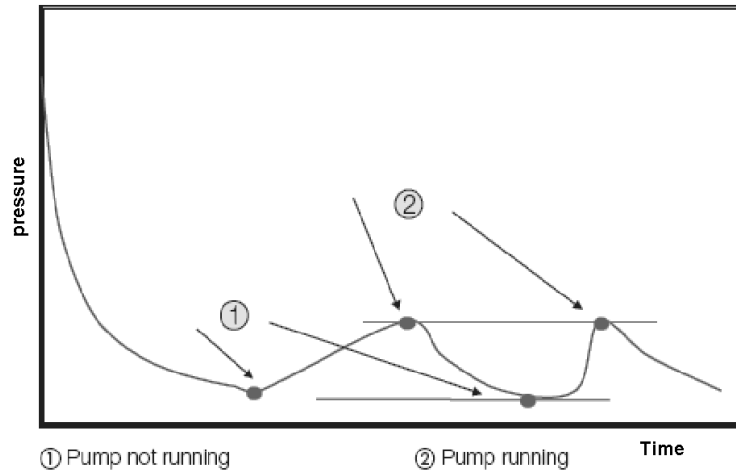 pressure
②
①
Time
① Pump not running
② Pump running